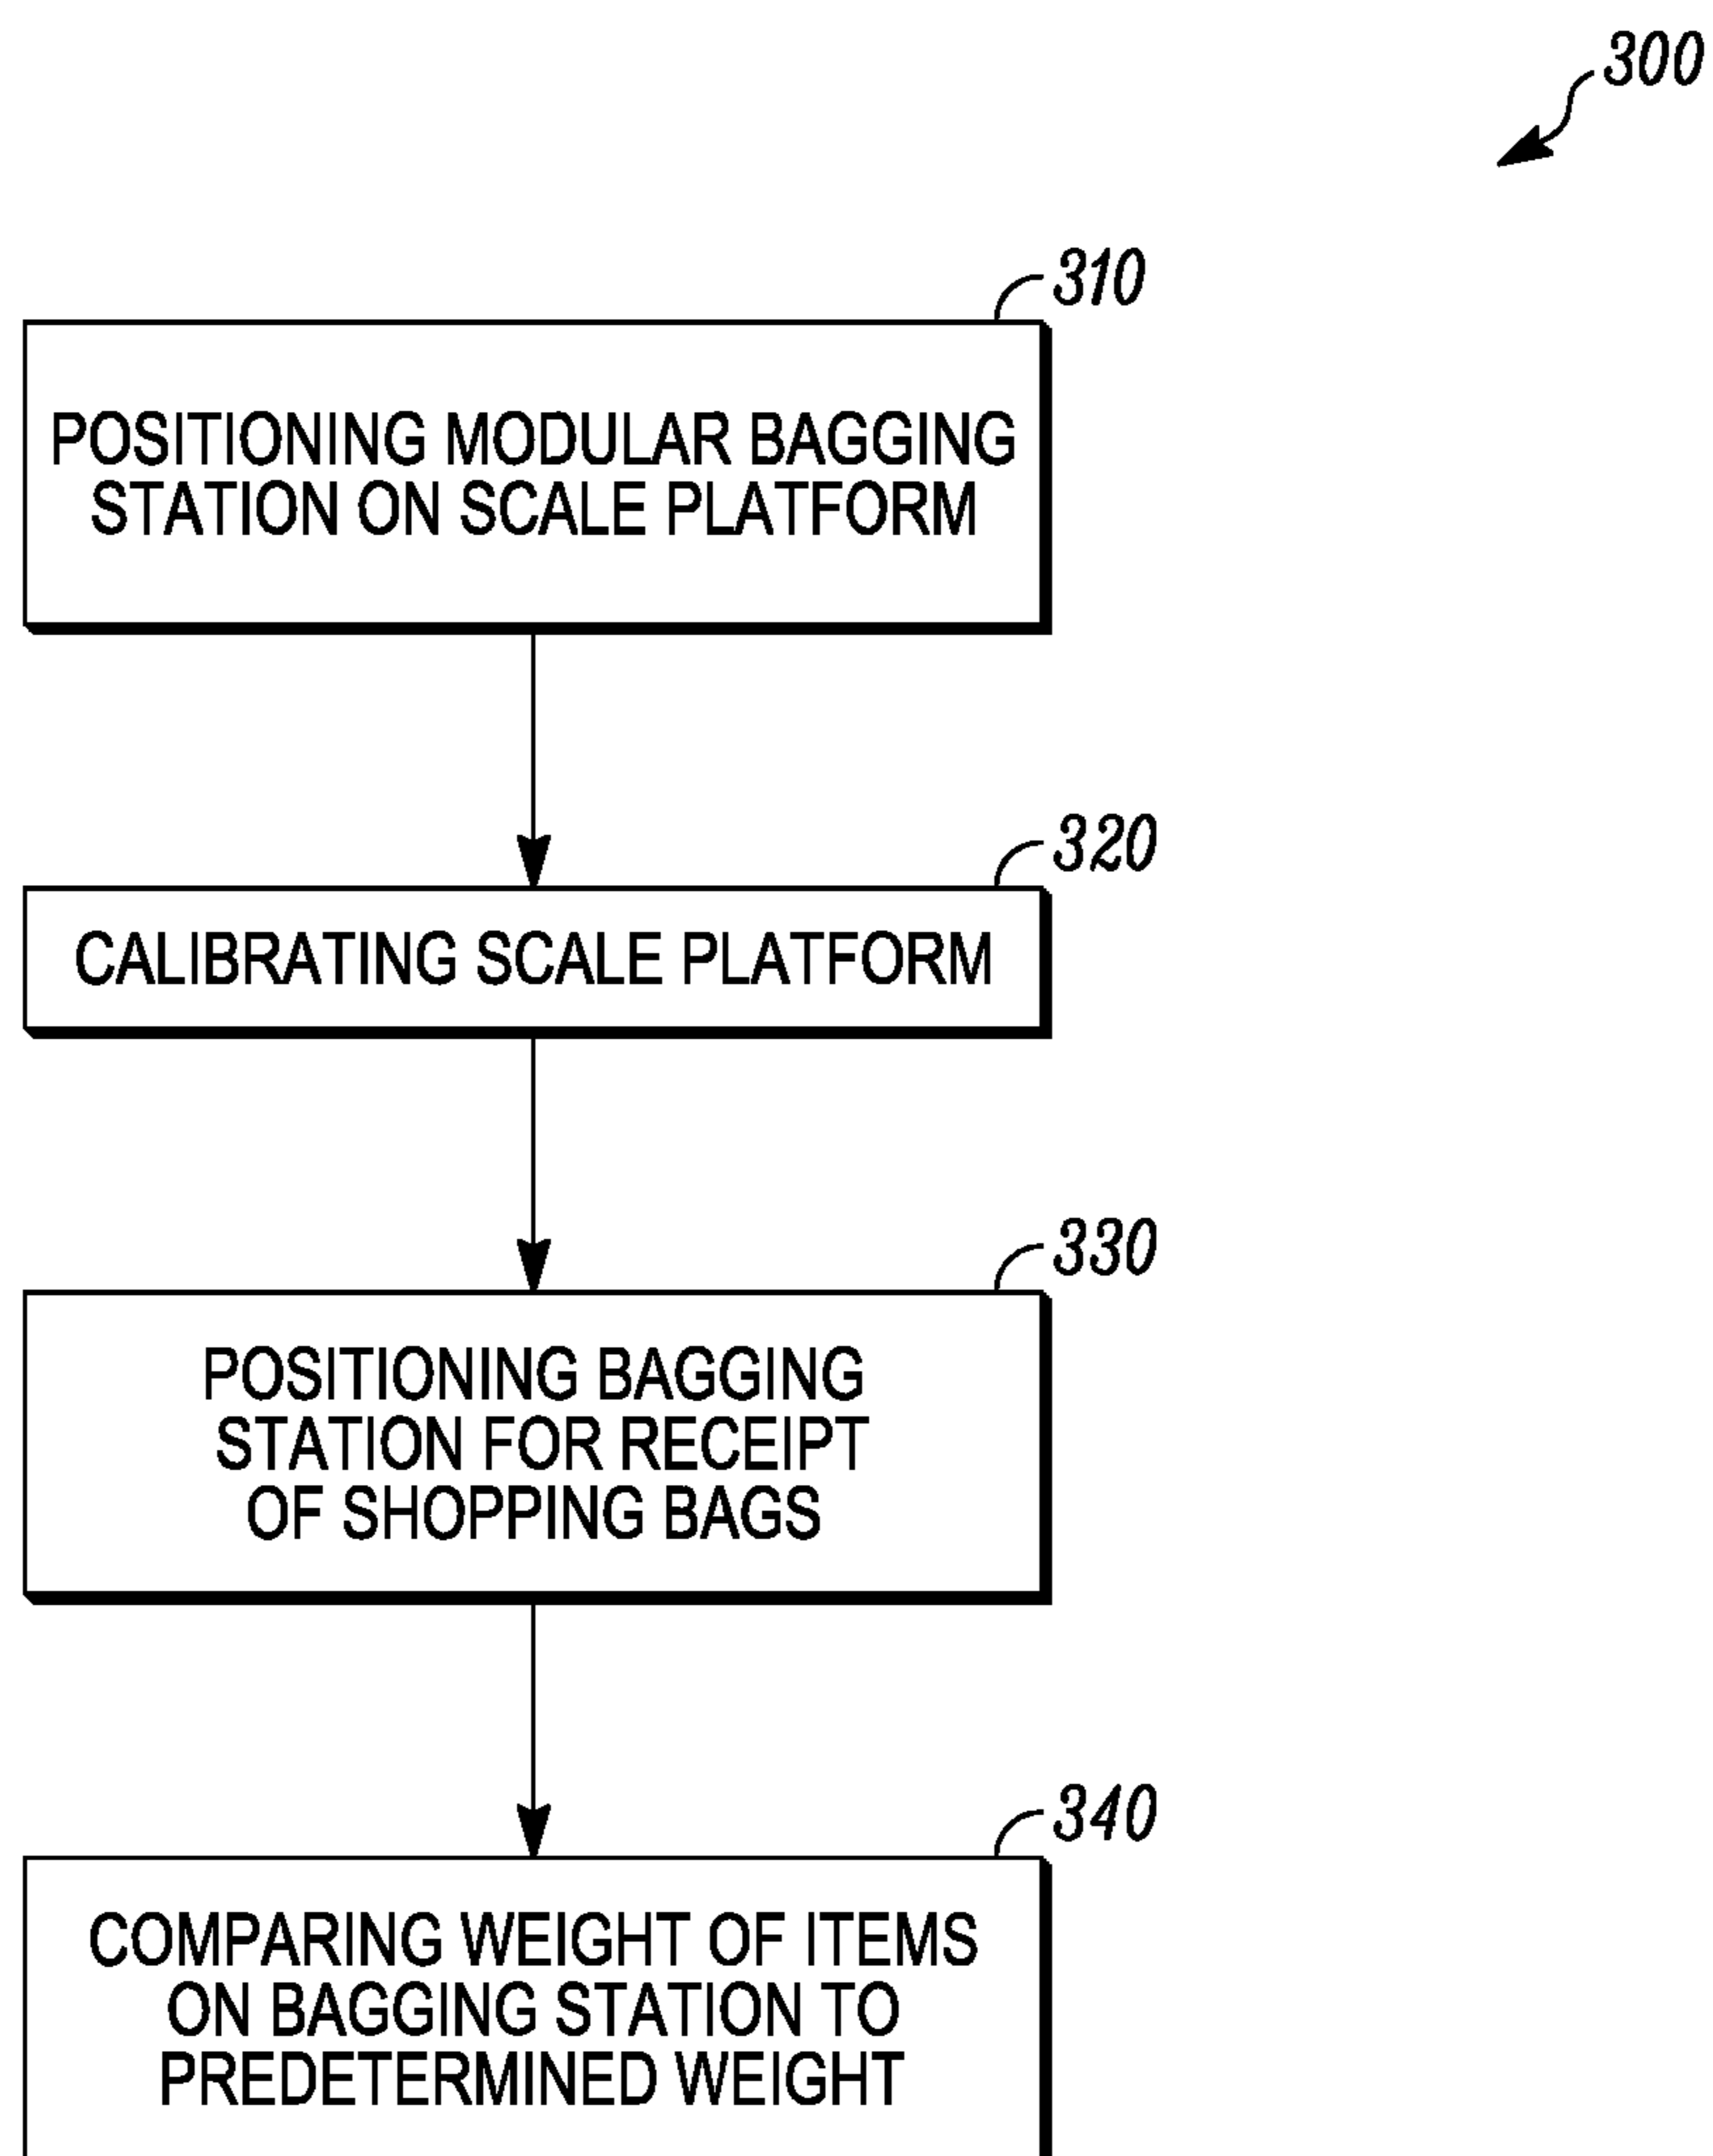 300
310
POSITIONING MODULAR BAGGING
STATION ON SCALE PLATFORM
320
CALIBRATING SCALE PLATFORM
330
POSITIONING BAGGING
STATION FOR RECEIPT
OF SHOPPING BAGS
340
COMPARING WEIGHT OF ITEMS
ON BAGGING STATION TO
PREDETERMINED WEIGHT